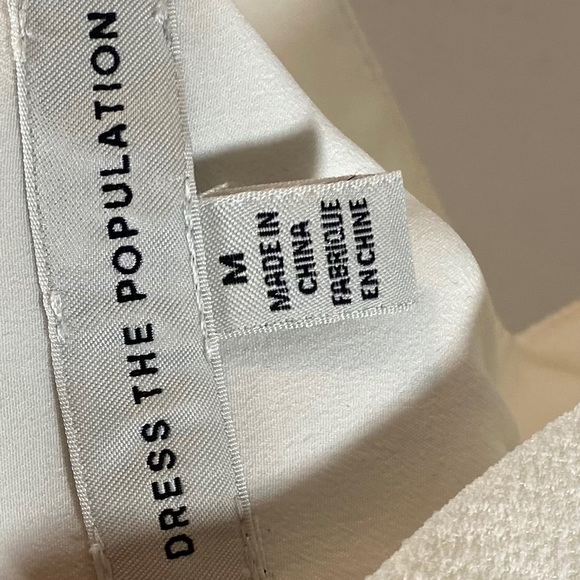 DRESS THE POPULATION
M
MADE IN
CHINA
FABRIQUE
EN CHINE